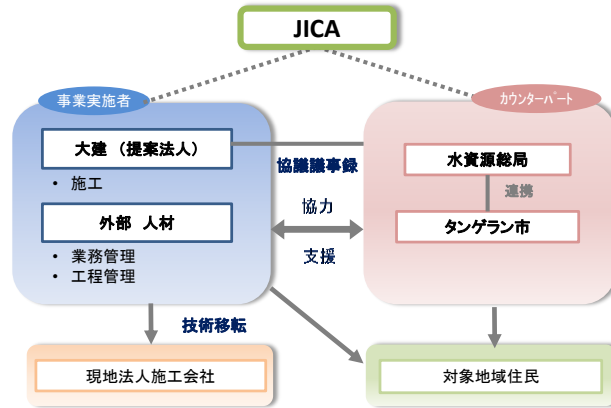 JICA
事業実施者
カウンターパート
大建 （提案法人）
・ 施工
外部 人材
・ 業務管理
・ 工程管理
協議議事録
協力
支援
水資源総局
連携
タンゲラン市
技術移転
現地法人施工会社
対象地域住民